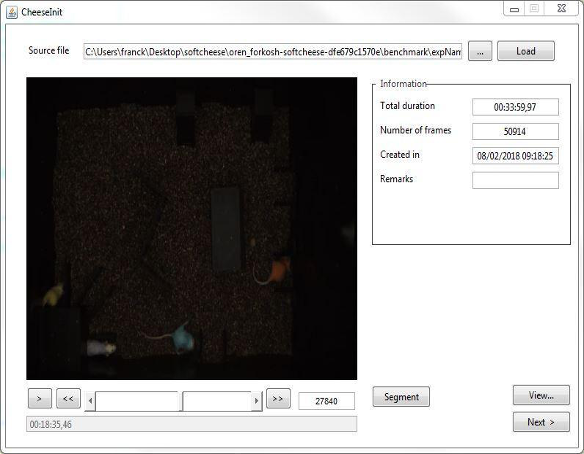 CheeseInit
Source file C:\Users\franck\Desktop\softcheese\oren_forkosh-softcheese-dfe679c1570e\benchmark\expNam ... Load
Information
Total duration 00:33:59,97
Number of frames 50914
Created in 08/02/2018 09:18:25
Remarks
> << >> 27840 Segment View...
00:18:35,46 Next >